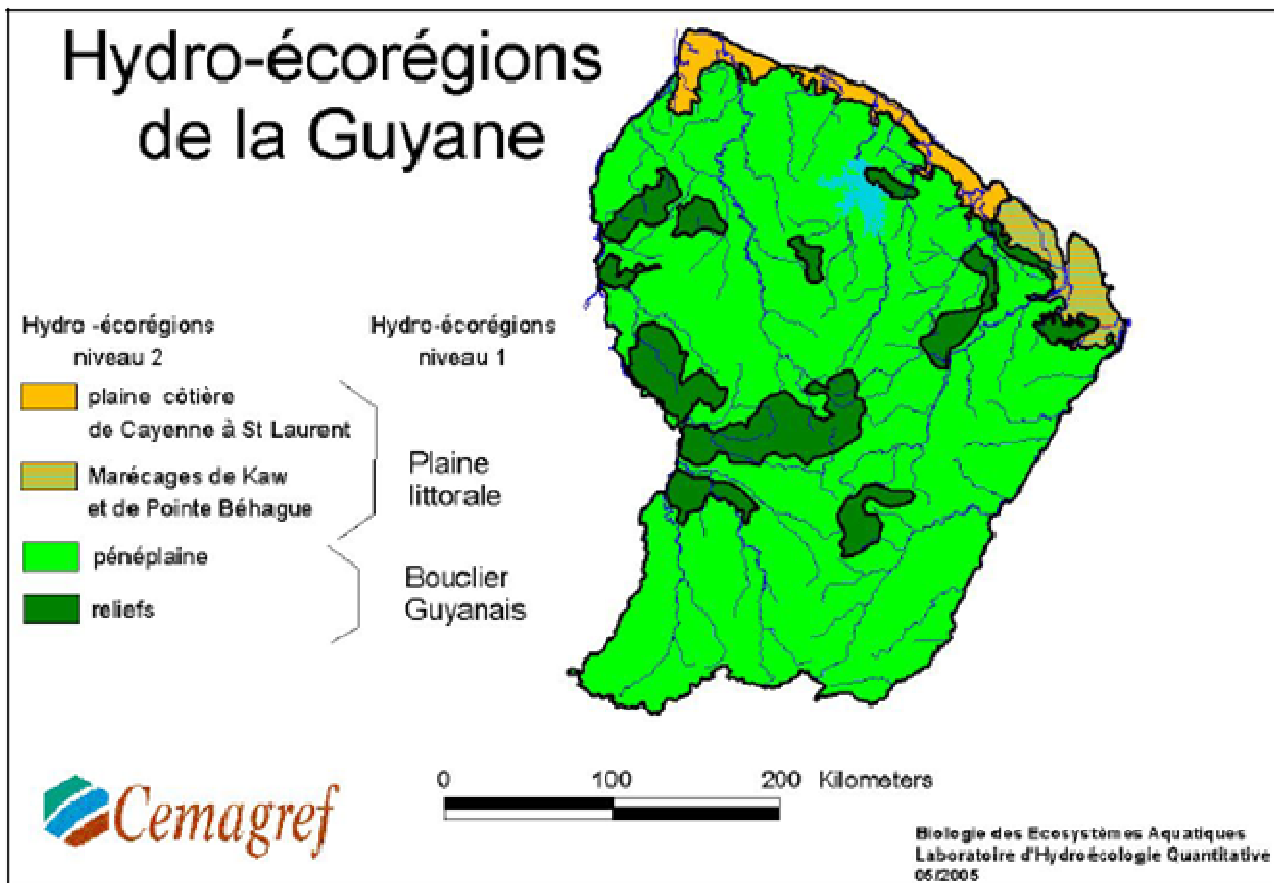 Hydro-écorégions
de la Guyane
Hydro -écorégions
niveau 2
Hydro-écorégions
niveau 1
plaine côtière
de Cayenne à St Laurent
Marécages de Kaw
et de Pointe Béhague
Plaine
littorale
pénéplaine
reliefs
Bouclier
Guyanais
0 100 200 Kilometers
Cemagref
Biologie des Ecosystèmes Aquatiques
Laboratoire d'Hydroécologie Quantitative
05/2005